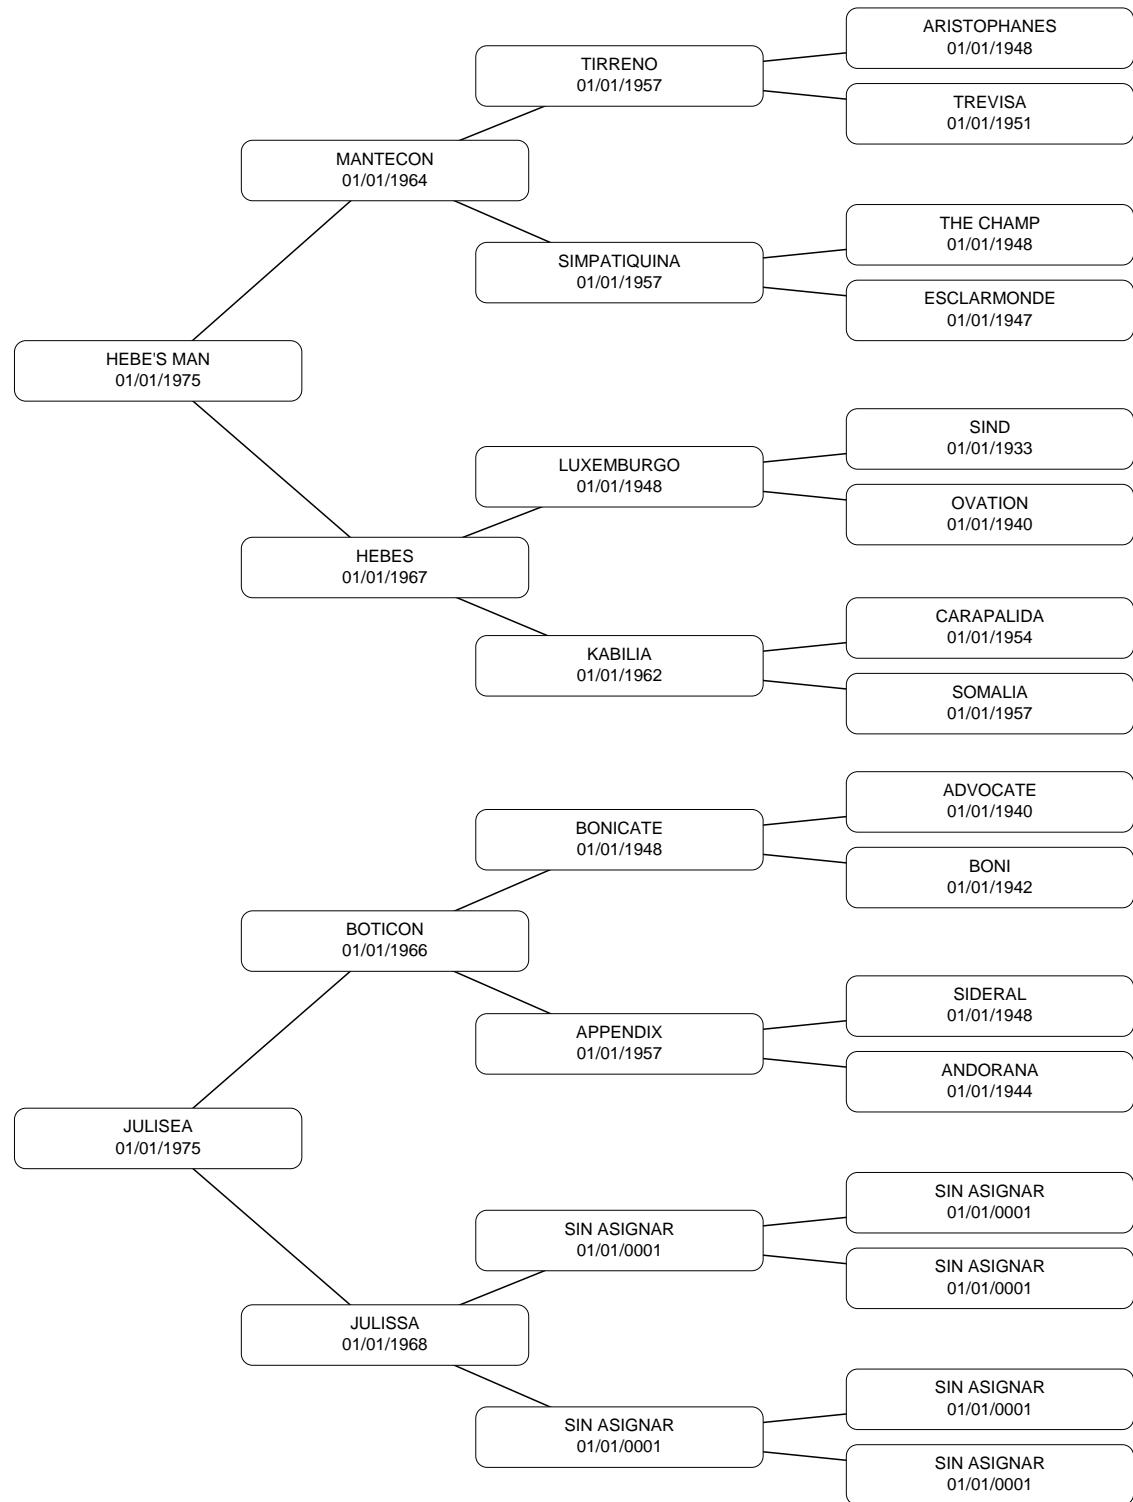 ARISTOPHANES
01/01/1948
TIRRENO
01/01/1957
TREVISA
01/01/1951
MANTECON
01/01/1964
THE CHAMP
01/01/1948
SIMPATIQUINA
01/01/1957
ESCLARMONDE
01/01/1947
HEBE'S MAN
01/01/1975
SIND
01/01/1933
LUXEMBURGO
01/01/1948
OVATION
01/01/1940
HEBES
01/01/1967
CARAPALIDA
01/01/1954
KABILIA
01/01/1962
SOMALIA
01/01/1957
ADVOCATE
01/01/1940
BONICATE
01/01/1948
BONI
01/01/1942
BOTICON
01/01/1966
SIDERAL
01/01/1948
APPENDIX
01/01/1957
ANDORANA
01/01/1944
JULISEA
01/01/1975
SIN ASIGNAR
01/01/0001
SIN ASIGNAR
01/01/0001
SIN ASIGNAR
01/01/0001
JULISSA
01/01/1968
SIN ASIGNAR
01/01/0001
SIN ASIGNAR
01/01/0001
SIN ASIGNAR
01/01/0001